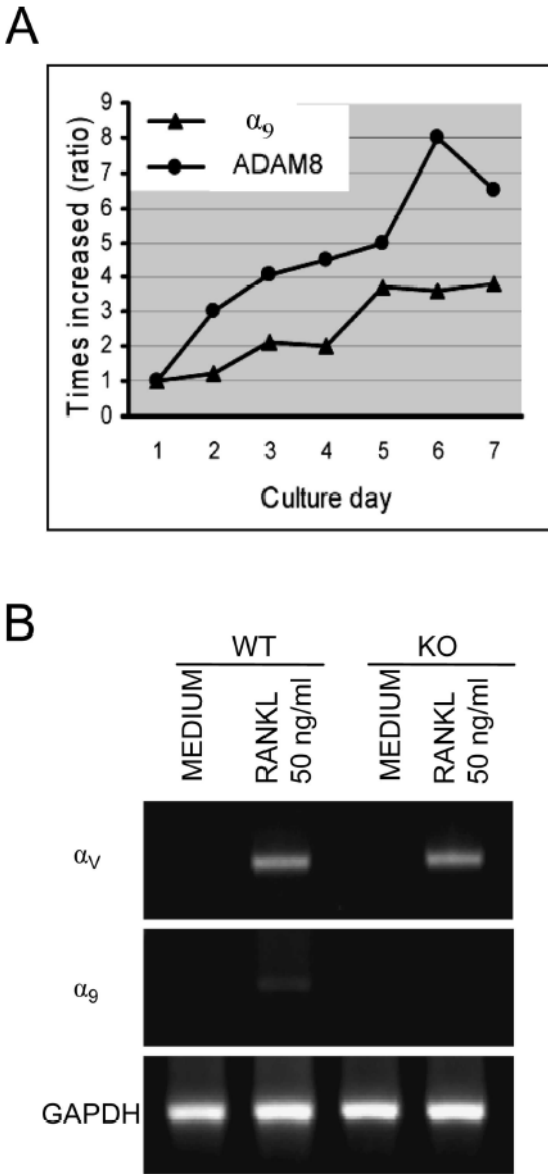 A
α9
ADAM8
Times increased (ratio)
9
8
7
6
5
4
3
2
1
0
1 2 3 4 5 6 7
Culture day
B
WT KO
MEDIUM
RANKL
50 ng/ml
MEDIUM
RANKL
50 ng/ml
αV
α9
GAPDH